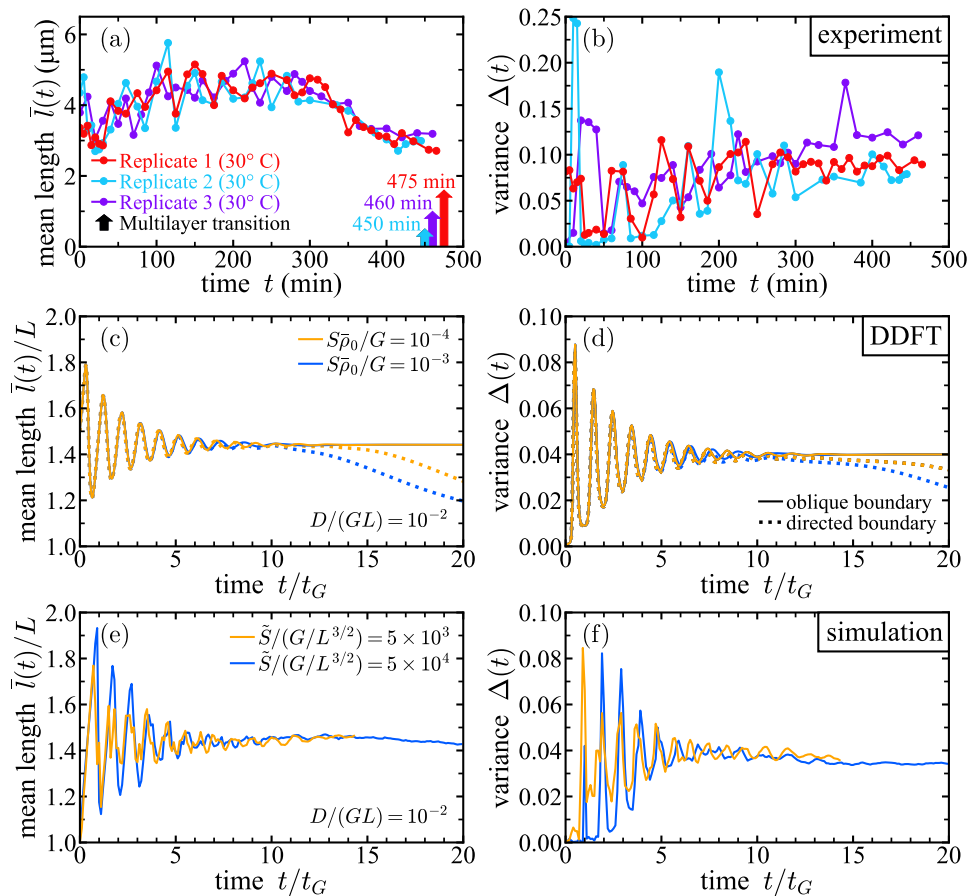 (a)
mean length l̄(t) (μm)
6
4
2
0
Replicate 1 (30° C)
Replicate 2 (30° C)
Replicate 3 (30° C)
Multilayer transition
475 min
460 min
450 min
0 100 200 300 400 500
time t (min)
(b)
experiment
variance Δ(t)
0.25
0.20
0.15
0.10
0.05
0.00
0 100 200 300 400 500
time t (min)
(c)
mean length l̄(t)/L
2.0
1.8
1.6
1.4
1.2
1.0
Sρ̄₀/G = 10⁻⁴
Sρ̄₀/G = 10⁻³
D/(GL) = 10⁻²
0 5 10 15 20
time t/t_G
(d)
DDFT
variance Δ(t)
0.10
0.08
0.06
0.04
0.02
0.00
oblique boundary
directed boundary
0 5 10 15 20
time t/t_G
(e)
mean length l̄(t)/L
2.0
1.8
1.6
1.4
1.2
1.0
S̃/(G/L^{3/2}) = 5 × 10³
S̃/(G/L^{3/2}) = 5 × 10⁴
D/(GL) = 10⁻²
0 5 10 15 20
time t/t_G
(f)
simulation
variance Δ(t)
0.10
0.08
0.06
0.04
0.02
0.00
0 5 10 15 20
time t/t_G